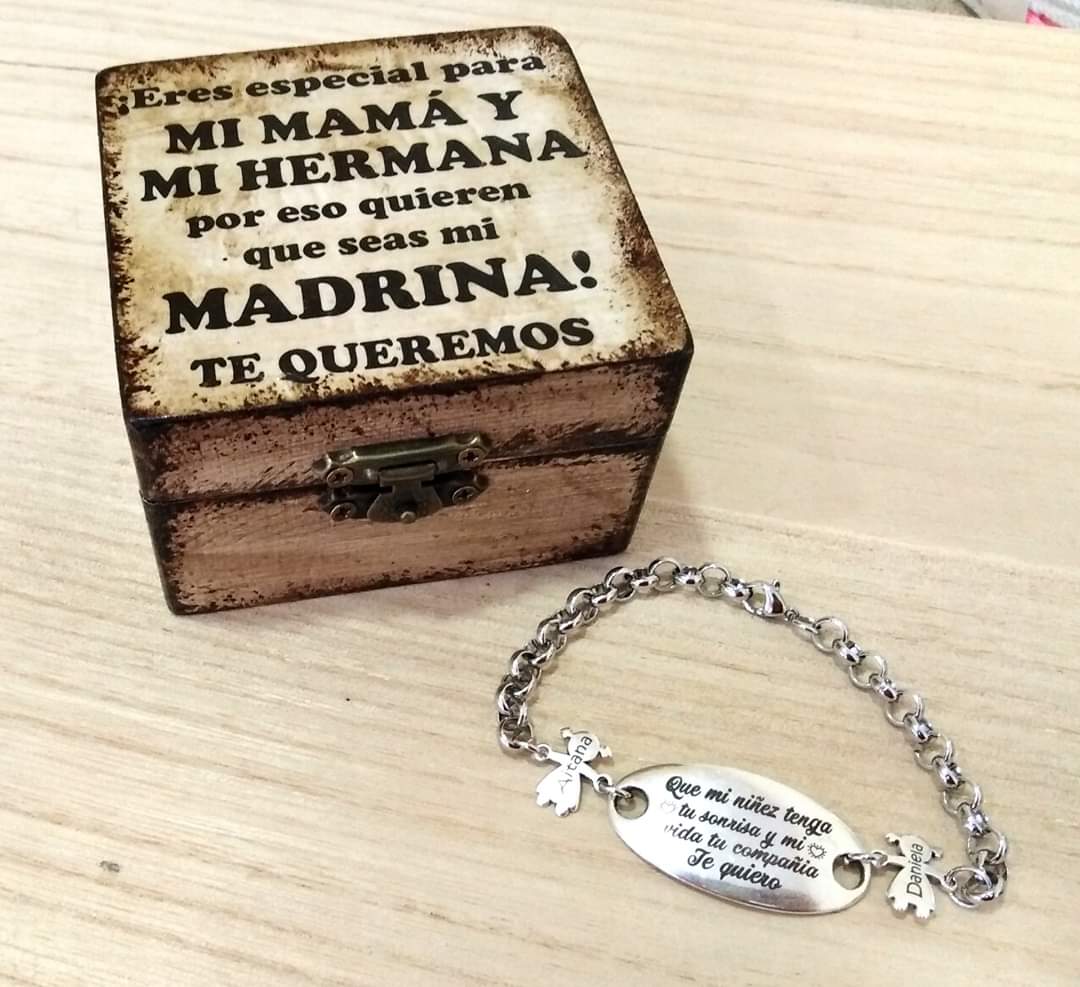 ¡Eres especial para
MI MAMÁ Y
MI HERMANA
por eso quieren
que seas mi
MADRINA!
TE QUEREMOS
Aitana
Que mi niñez tenga
tu sonrisa y mi
vida tu compañia
Te quiero
Daniela